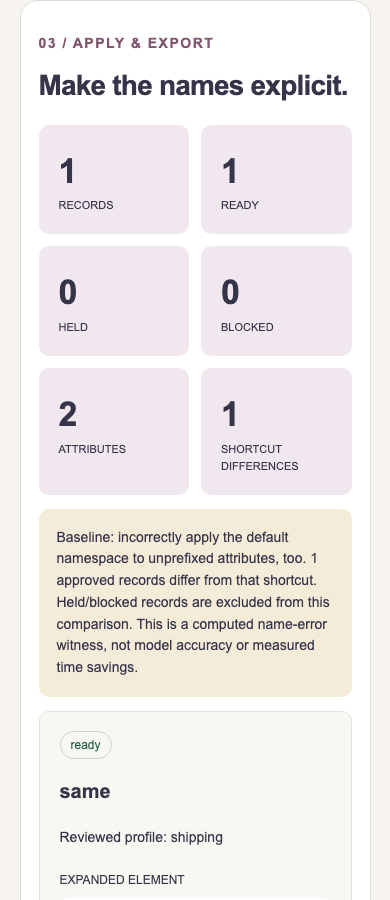 03 / APPLY & EXPORT
Make the names explicit.
1
RECORDS
1
READY
0
HELD
0
BLOCKED
2
ATTRIBUTES
1
SHORTCUT
DIFFERENCES
Baseline: incorrectly apply the default
namespace to unprefixed attributes, too. 1
approved records differ from that shortcut.
Held/blocked records are excluded from this
comparison. This is a computed name-error
witness, not model accuracy or measured
time savings.
ready
same
Reviewed profile: shipping
EXPANDED ELEMENT